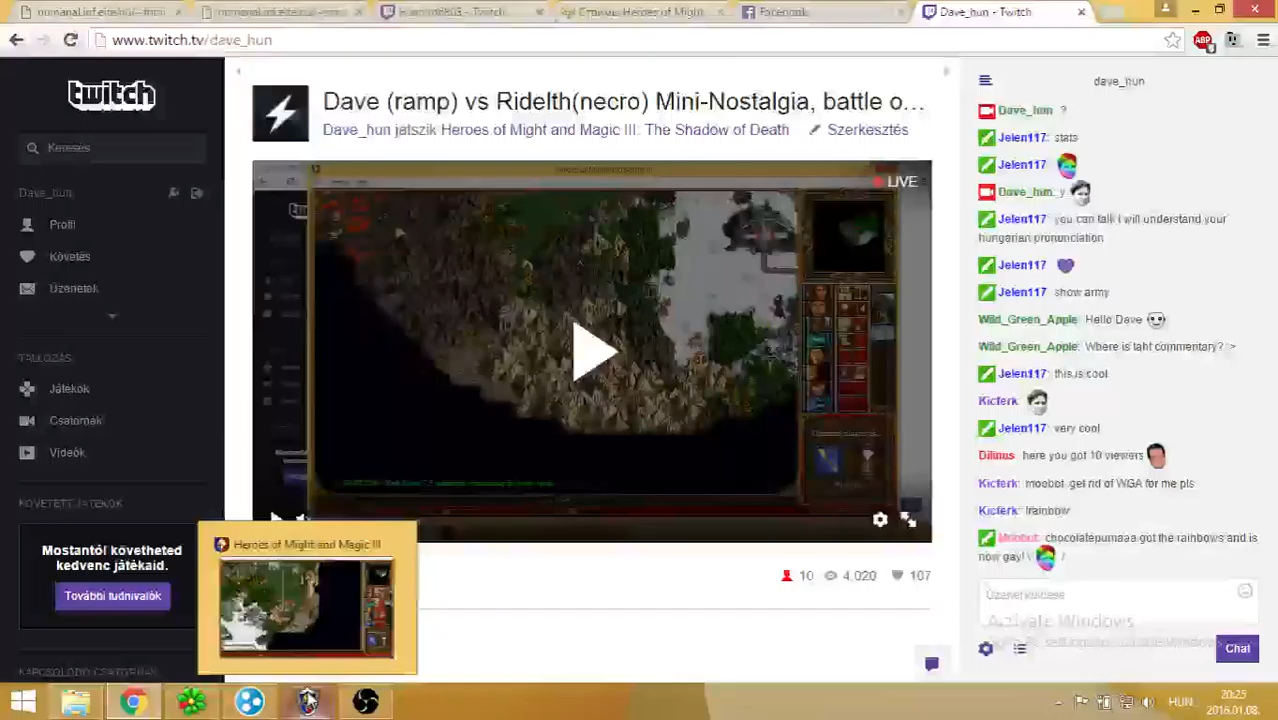 Facebook
Dave_hun - Twitch
www.twitch.tv/dave_hun
twitch
Keresés
Dave_hun
Profil
Követés
Üzenetek
TALLÓZÁS
Játékok
Csatornák
Videók
KÖVETETT JÁTÉKOK
Mostantól követheted
kedvenc játékaid.
További tudnivalók
KAPCSOLÓDÓ CSATORNÁK
Dave (ramp) vs Ridelth(necro) Mini-Nostalgia, battle o...
Dave_hun játszik Heroes of Might and Magic III: The Shadow of Death
Szerkesztés
LIVE
Heroes of Might and Magic III
10
4,020
107
dave_hun
Dave_hun: ?
Jelen117: stats
Jelen117:
Dave_hun: y
Jelen117: you can talk I will understand your
hungarian pronunciation
Jelen117:
Jelen117: show army
Wild_Green_Apple: Hello Dave
Wild_Green_Apple: Where is taht commentary? :>
Jelen117: this is cool
Kicferk:
Jelen117: very cool
Dilinus: here you got 10 viewers
Kicferk: moobot get rid of WGA for me pls
Kicferk: !rainbow
Moobot: chocolatepumaaa got the rainbows and is
now gay! \ /
Üzenet küldése
Activate Windows
Chat
HUN
20:25
2016.01.08.